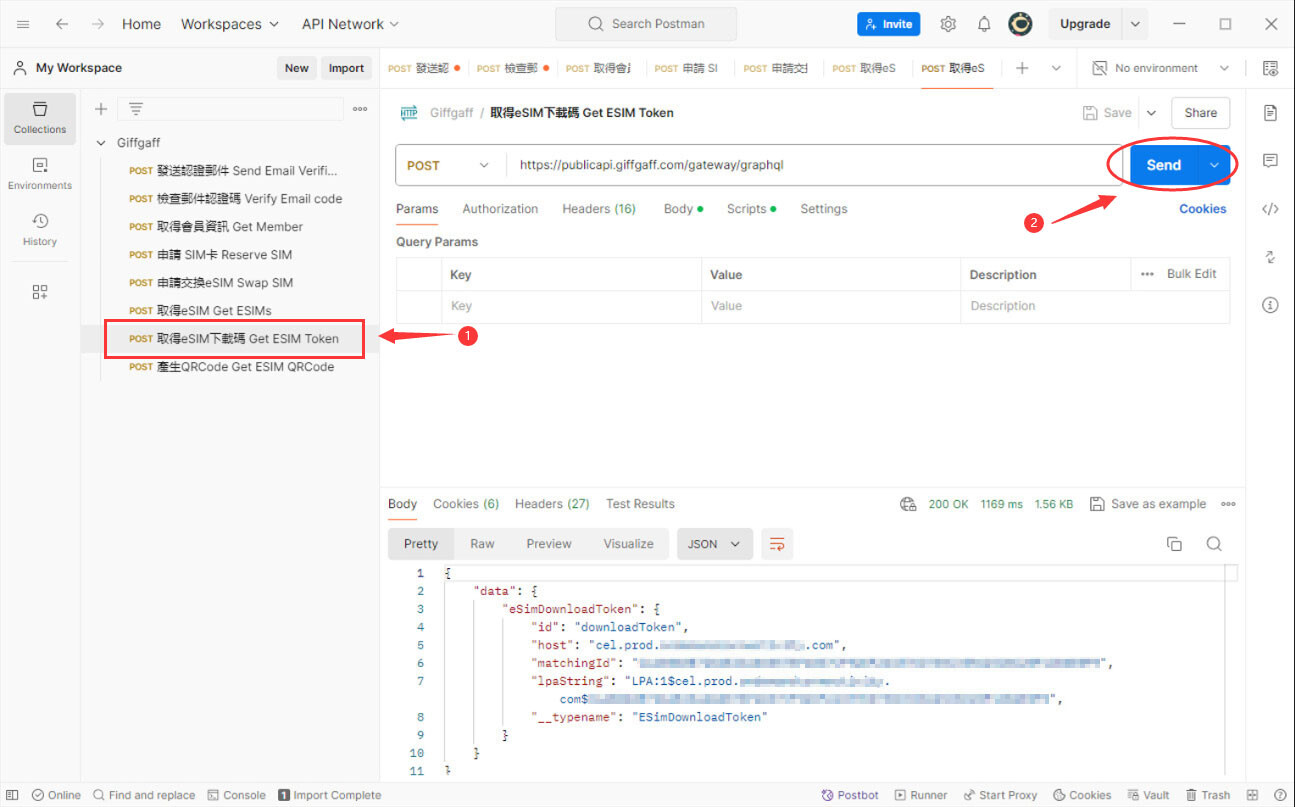 Home Workspaces API Network Search Postman Invite Upgrade
My Workspace New Import POST 發送認 POST 檢查郵 POST 取得會 POST 申請 SI POST 申請交 POST 取得eS POST 取得eS No environment
Collections
Environments
History
Giffgaff
POST 發送認證郵件 Send Email Verifi...
POST 檢查郵件認證碼 Verify Email code
POST 取得會員資訊 Get Member
POST 申請 SIM卡 Reserve SIM
POST 申請交換eSIM Swap SIM
POST 取得eSIM Get ESIMs
POST 取得eSIM下載碼 Get ESIM Token
POST 產生QRCode Get ESIM QRCode
1
HTTP Giffgaff / 取得eSIM下載碼 Get ESIM Token Save Share
POST https://publicapi.giffgaff.com/gateway/graphql Send
2
Params Authorization Headers (16) Body Scripts Settings Cookies
Query Params
Key Value Description Bulk Edit
Key Value Description
Body Cookies (6) Headers (27) Test Results 200 OK 1169 ms 1.56 KB Save as example
Pretty Raw Preview Visualize JSON
1 {
2 "data": {
3 "eSimDownloadToken": {
4 "id": "downloadToken",
5 "host": "cel.prod. .com",
6 "matchingId": " ",
7 "lpaString": "LPA:1$cel.prod. .
com$ ",
8 "__typename": "ESimDownloadToken"
9 }
10 }
11 }
Online Find and replace Console 1 Import Complete Postbot Runner Start Proxy Cookies Vault Trash